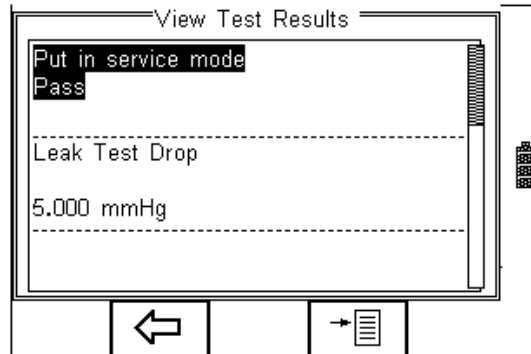 View Test Results
Put in service mode
Pass
Leak Test Drop
5.000 mmHg